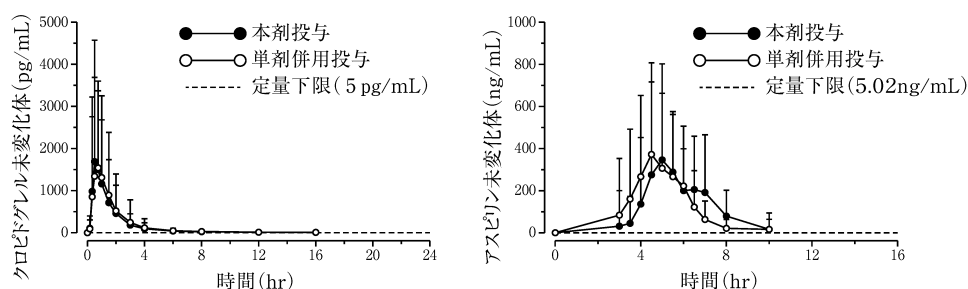 クロピドグレル未変化体(pg/mL)
5000
4000
3000
2000
1000
0
本剤投与
単剤併用投与
定量下限(5pg/mL)
0 4 8 12 16 20 24
時間(hr)
アスピリン未変化体(ng/mL)
1000
800
600
400
200
0
本剤投与
単剤併用投与
定量下限(5.02ng/mL)
0 4 8 12 16
時間(hr)